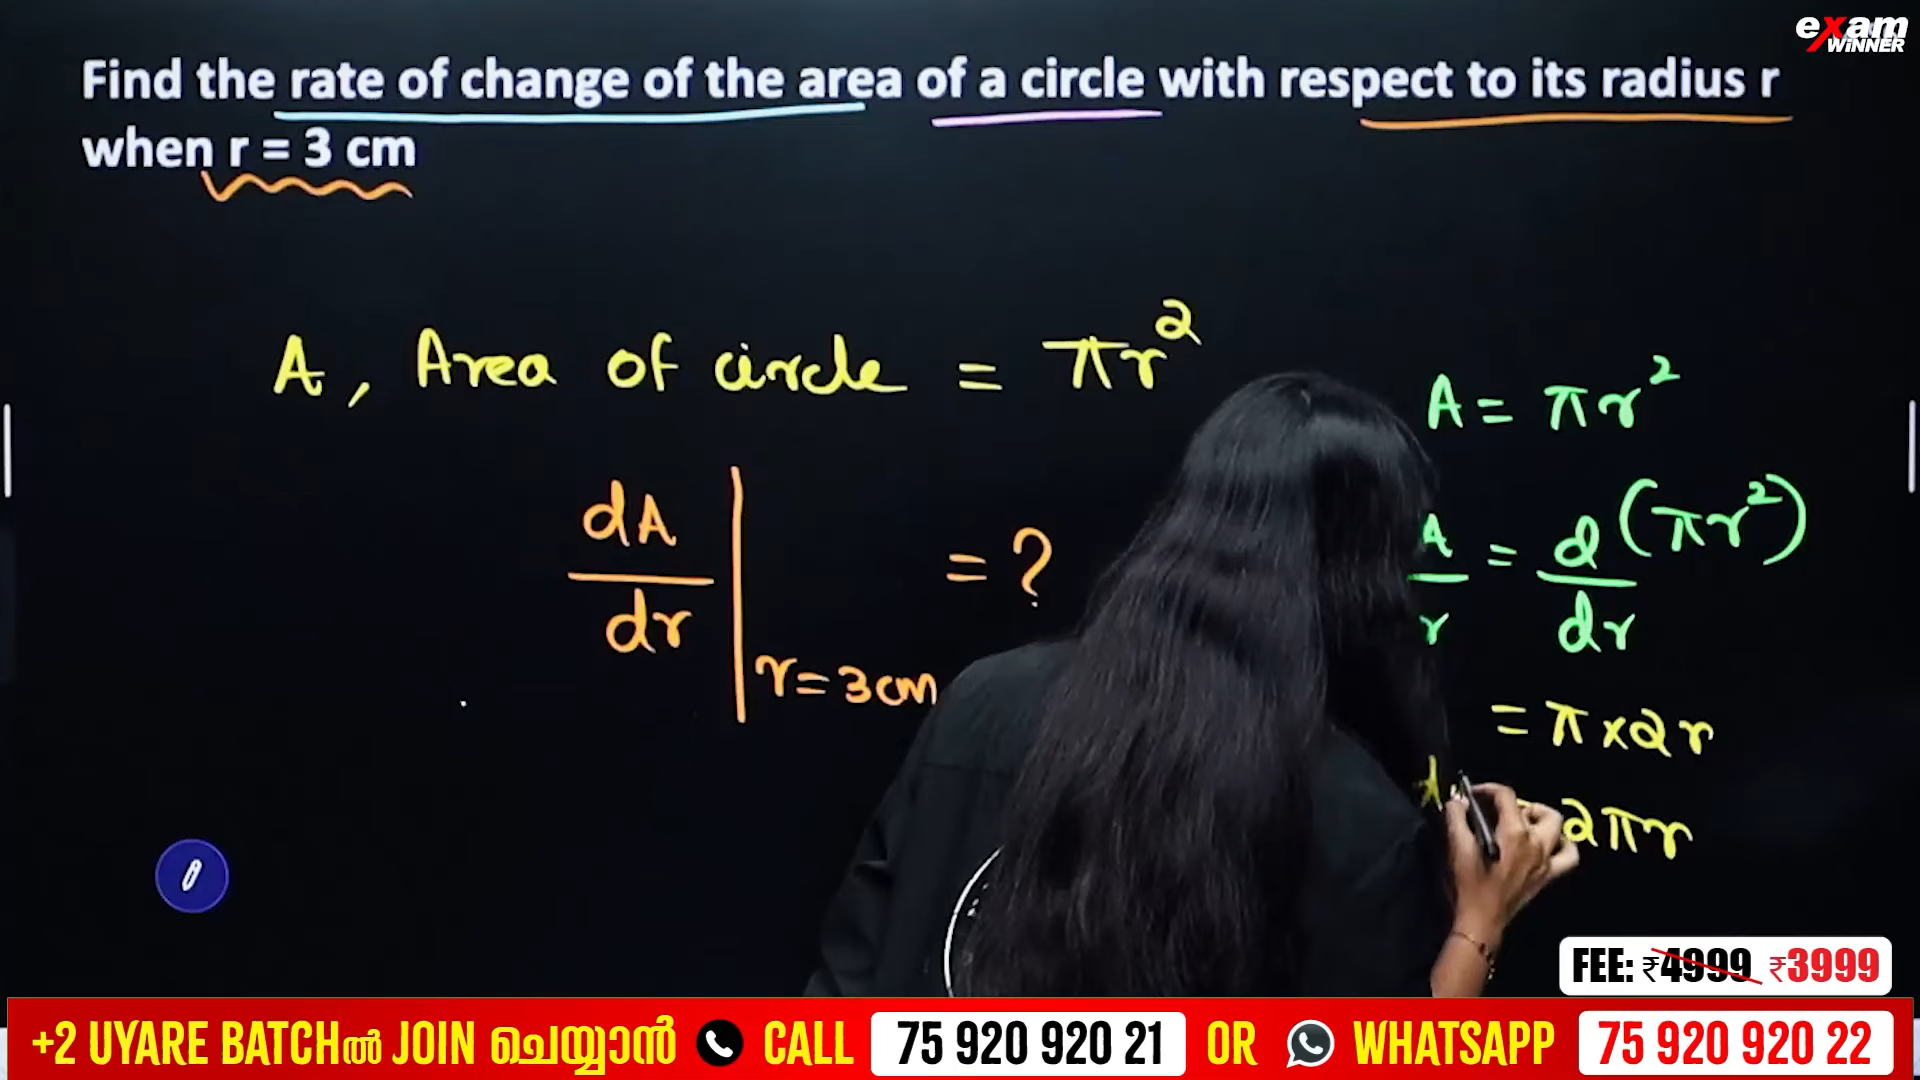 exam
WINNER
Find the rate of change of the area of a circle with respect to its radius r
when r = 3 cm
A, Area of circle = πr²
dA/dr | r=3cm = ?
A = πr²
A/r = d/dr (πr²)
= π×2r
= 2πr
FEE: ₹4999 ₹3999
+2 UYARE BATCHൽ JOIN ചെയ്യാൻ CALL 75 920 920 21 OR WHATSAPP 75 920 920 22